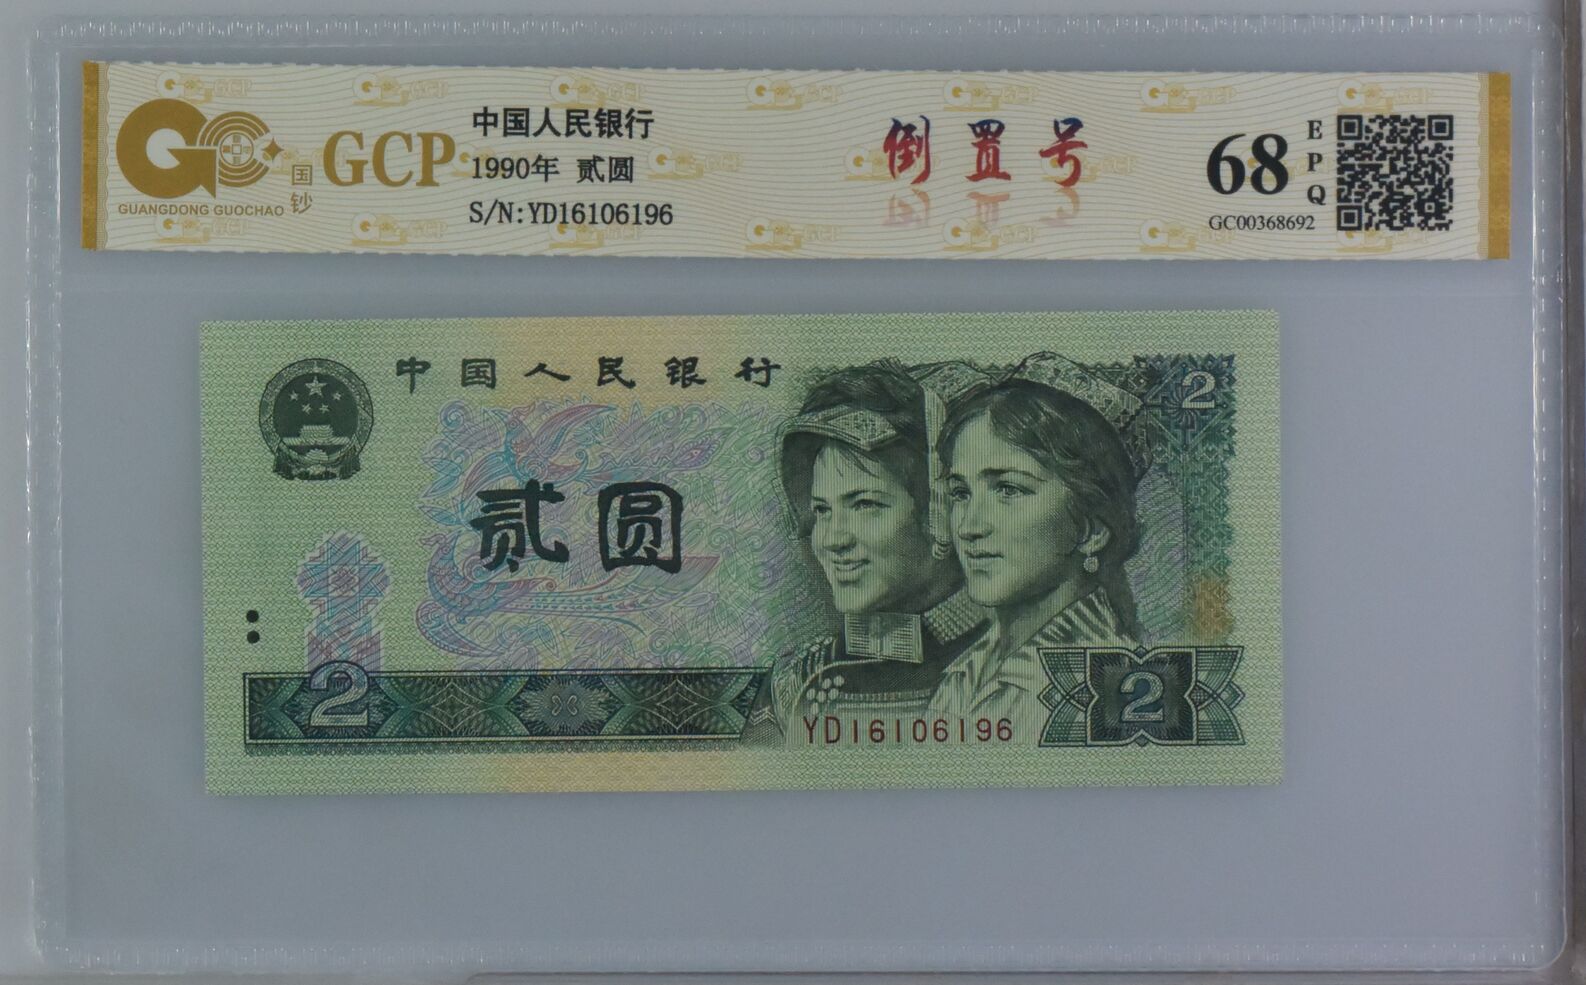 GCP
国钞
GUANGDONG GUOCHAO
中国人民银行
1990年 贰圆
S/N:YD16106196
倒置号
68
EPQ
GC00368692
中国人民银行
2
贰圆
2
YD16106196
2